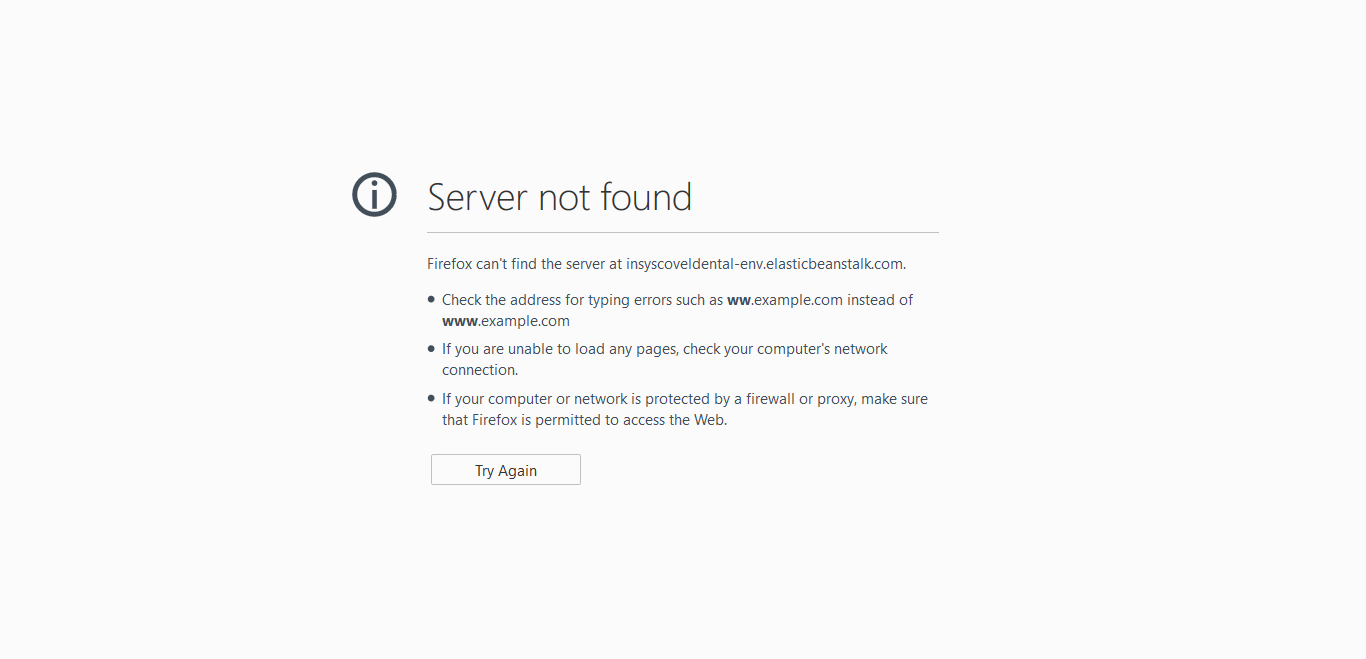 Server not found
Firefox can't find the server at insyscoveldental-env.elasticbeanstalk.com.
Check the address for typing errors such as ww.example.com instead of
www.example.com
If you are unable to load any pages, check your computer's network
connection.
If your computer or network is protected by a firewall or proxy, make sure
that Firefox is permitted to access the Web.
Try Again